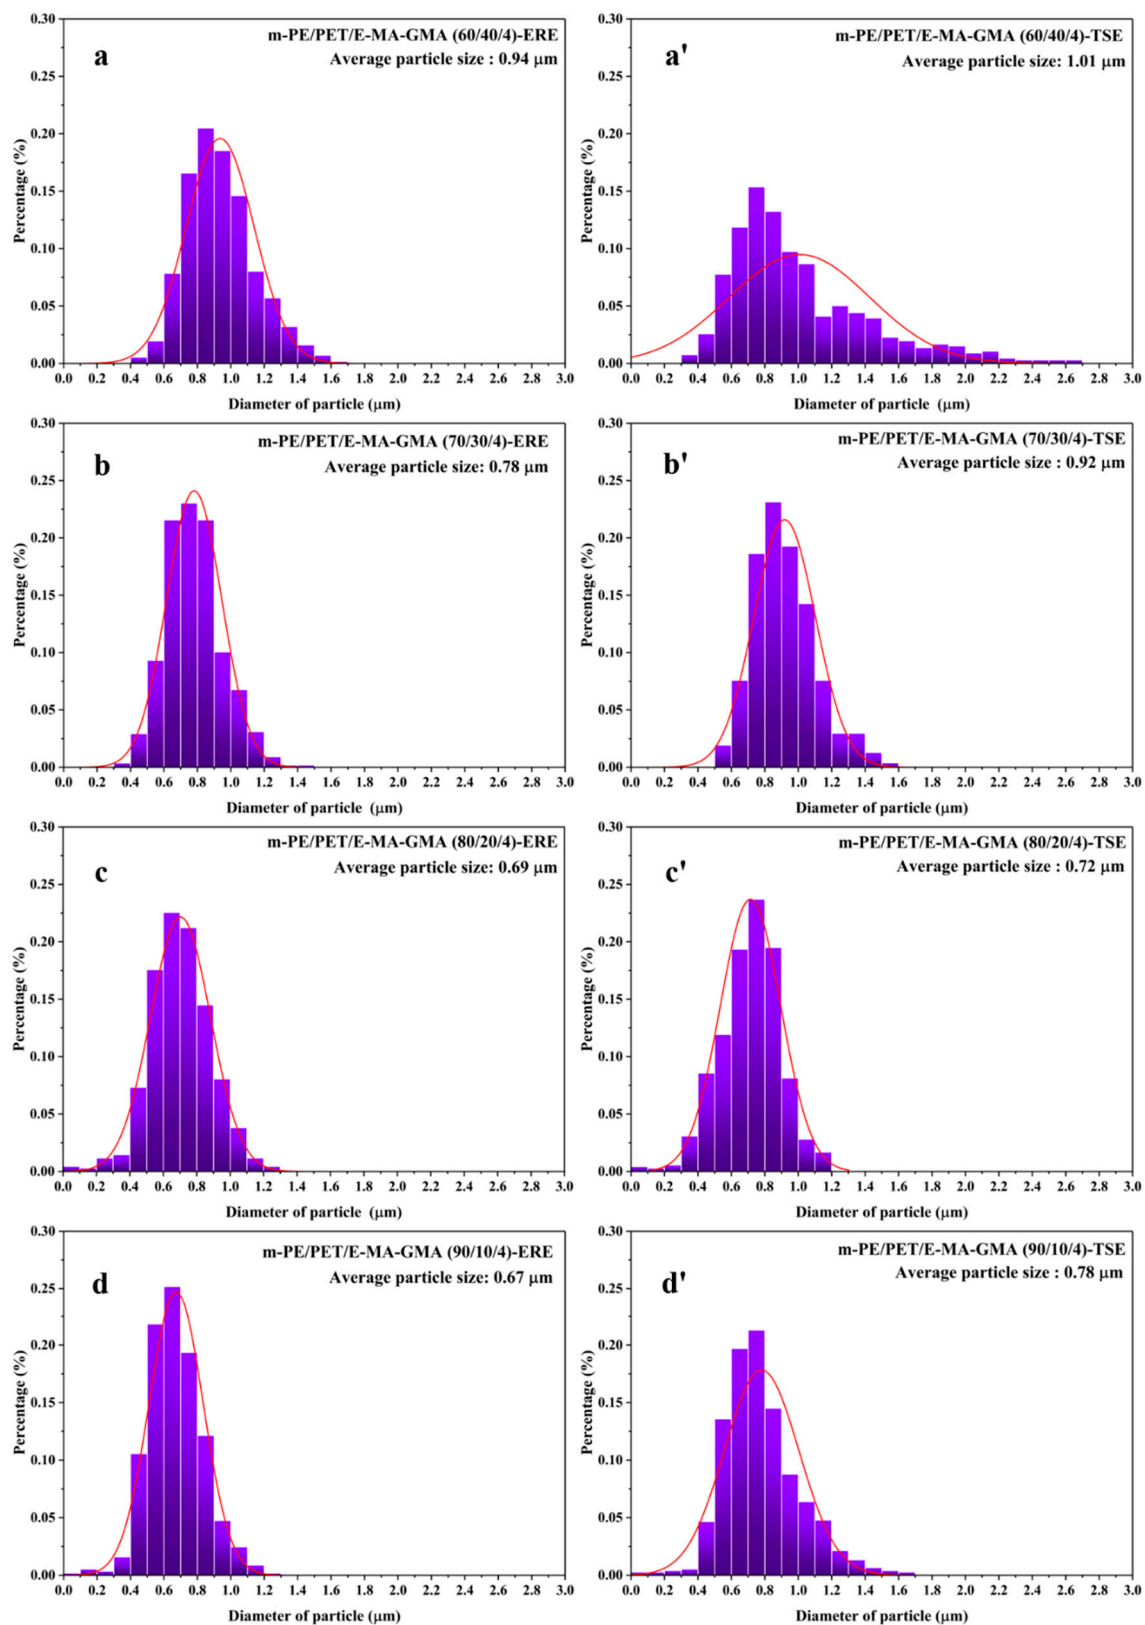 a
m-PE/PET/E-MA-GMA (60/40/4)-ERE
Average particle size : 0.94 μm
Percentage (%)
0.30
0.25
0.20
0.15
0.10
0.05
0.00
0.0 0.2 0.4 0.6 0.8 1.0 1.2 1.4 1.6 1.8 2.0 2.2 2.4 2.6 2.8 3.0
Diameter of particle (μm)
a'
m-PE/PET/E-MA-GMA (60/40/4)-TSE
Average particle size: 1.01 μm
Percentage (%)
0.30
0.25
0.20
0.15
0.10
0.05
0.00
0.0 0.2 0.4 0.6 0.8 1.0 1.2 1.4 1.6 1.8 2.0 2.2 2.4 2.6 2.8 3.0
Diameter of particle (μm)
b
m-PE/PET/E-MA-GMA (70/30/4)-ERE
Average particle size: 0.78 μm
Percentage (%)
0.30
0.25
0.20
0.15
0.10
0.05
0.00
0.0 0.2 0.4 0.6 0.8 1.0 1.2 1.4 1.6 1.8 2.0 2.2 2.4 2.6 2.8 3.0
Diameter of particle (μm)
b'
m-PE/PET/E-MA-GMA (70/30/4)-TSE
Average particle size : 0.92 μm
Percentage (%)
0.30
0.25
0.20
0.15
0.10
0.05
0.00
0.0 0.2 0.4 0.6 0.8 1.0 1.2 1.4 1.6 1.8 2.0 2.2 2.4 2.6 2.8 3.0
Diameter of particle (μm)
c
m-PE/PET/E-MA-GMA (80/20/4)-ERE
Average particle size: 0.69 μm
Percentage (%)
0.30
0.25
0.20
0.15
0.10
0.05
0.00
0.0 0.2 0.4 0.6 0.8 1.0 1.2 1.4 1.6 1.8 2.0 2.2 2.4 2.6 2.8 3.0
Diameter of particle (μm)
c'
m-PE/PET/E-MA-GMA (80/20/4)-TSE
Average particle size : 0.72 μm
Percentage (%)
0.30
0.25
0.20
0.15
0.10
0.05
0.00
0.0 0.2 0.4 0.6 0.8 1.0 1.2 1.4 1.6 1.8 2.0 2.2 2.4 2.6 2.8 3.0
Diameter of particle (μm)
d
m-PE/PET/E-MA-GMA (90/10/4)-ERE
Average particle size: 0.67 μm
Percentage (%)
0.30
0.25
0.20
0.15
0.10
0.05
0.00
0.0 0.2 0.4 0.6 0.8 1.0 1.2 1.4 1.6 1.8 2.0 2.2 2.4 2.6 2.8 3.0
Diameter of particle (μm)
d'
m-PE/PET/E-MA-GMA (90/10/4)-TSE
Average particle size : 0.78 μm
Percentage (%)
0.30
0.25
0.20
0.15
0.10
0.05
0.00
0.0 0.2 0.4 0.6 0.8 1.0 1.2 1.4 1.6 1.8 2.0 2.2 2.4 2.6 2.8 3.0
Diameter of particle (μm)